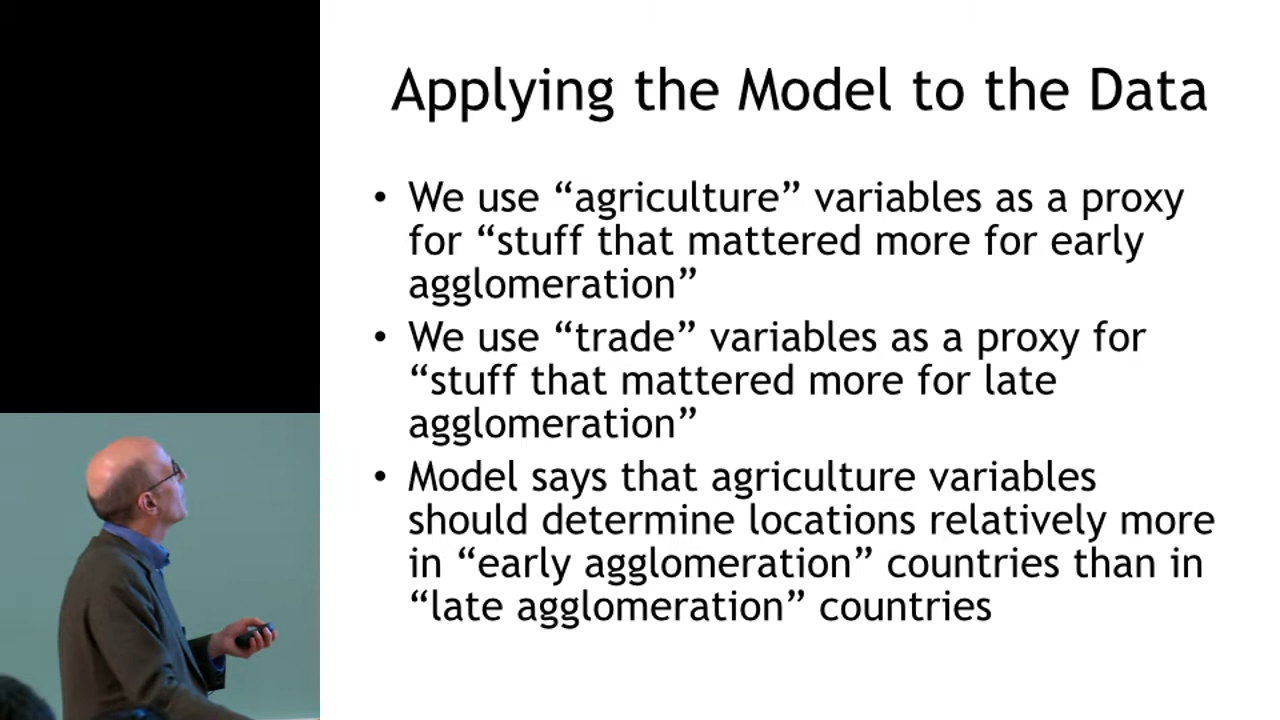 Applying the Model to the Data
• We use “agriculture” variables as a proxy
for “stuff that mattered more for early
agglomeration”
• We use “trade” variables as a proxy for
“stuff that mattered more for late
agglomeration”
• Model says that agriculture variables
should determine locations relatively more
in “early agglomeration” countries than in
“late agglomeration” countries